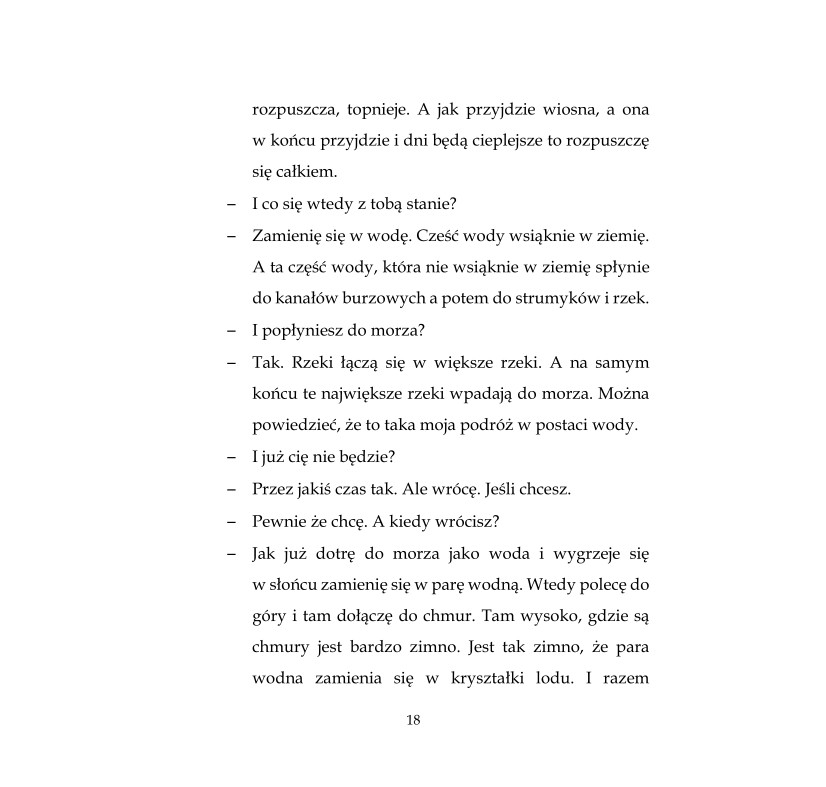 rozpuszcza, topnieje. A jak przyjdzie wiosna, a ona
w końcu przyjdzie i dni będą cieplejsze to rozpuszczę
się całkiem.
– I co się wtedy z tobą stanie?
– Zamienię się w wodę. Cześć wody wsiąknie w ziemię.
A ta część wody, która nie wsiąknie w ziemię spłynie
do kanałów burzowych a potem do strumyków i rzek.
– I popłyniesz do morza?
– Tak. Rzeki łączą się w większe rzeki. A na samym
końcu te największe rzeki wpadają do morza. Można
powiedzieć, że to taka moja podróż w postaci wody.
– I już cię nie będzie?
– Przez jakiś czas tak. Ale wrócę. Jeśli chcesz.
– Pewnie że chcę. A kiedy wrócisz?
– Jak już dotrę do morza jako woda i wygrzeje się
w słońcu zamienię się w parę wodną. Wtedy polecę do
góry i tam dołączę do chmur. Tam wysoko, gdzie są
chmury jest bardzo zimno. Jest tak zimno, że para
wodna zamienia się w kryształki lodu. I razem
18